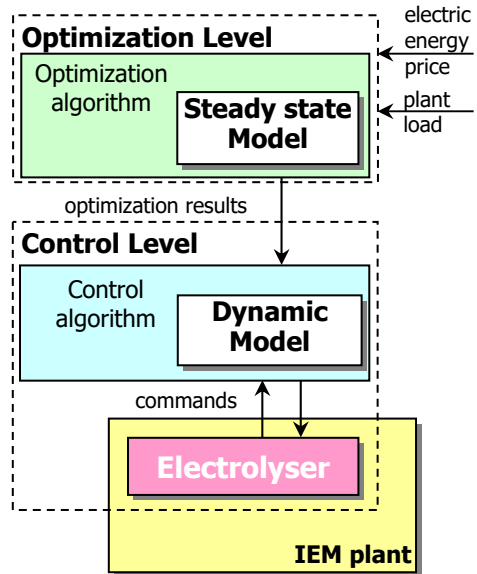 electric
energy
price
Optimization Level
Optimization
algorithm
Steady state
Model
plant
load
optimization results
Control Level
Control
algorithm
Dynamic
Model
commands
Electrolyser
IEM plant